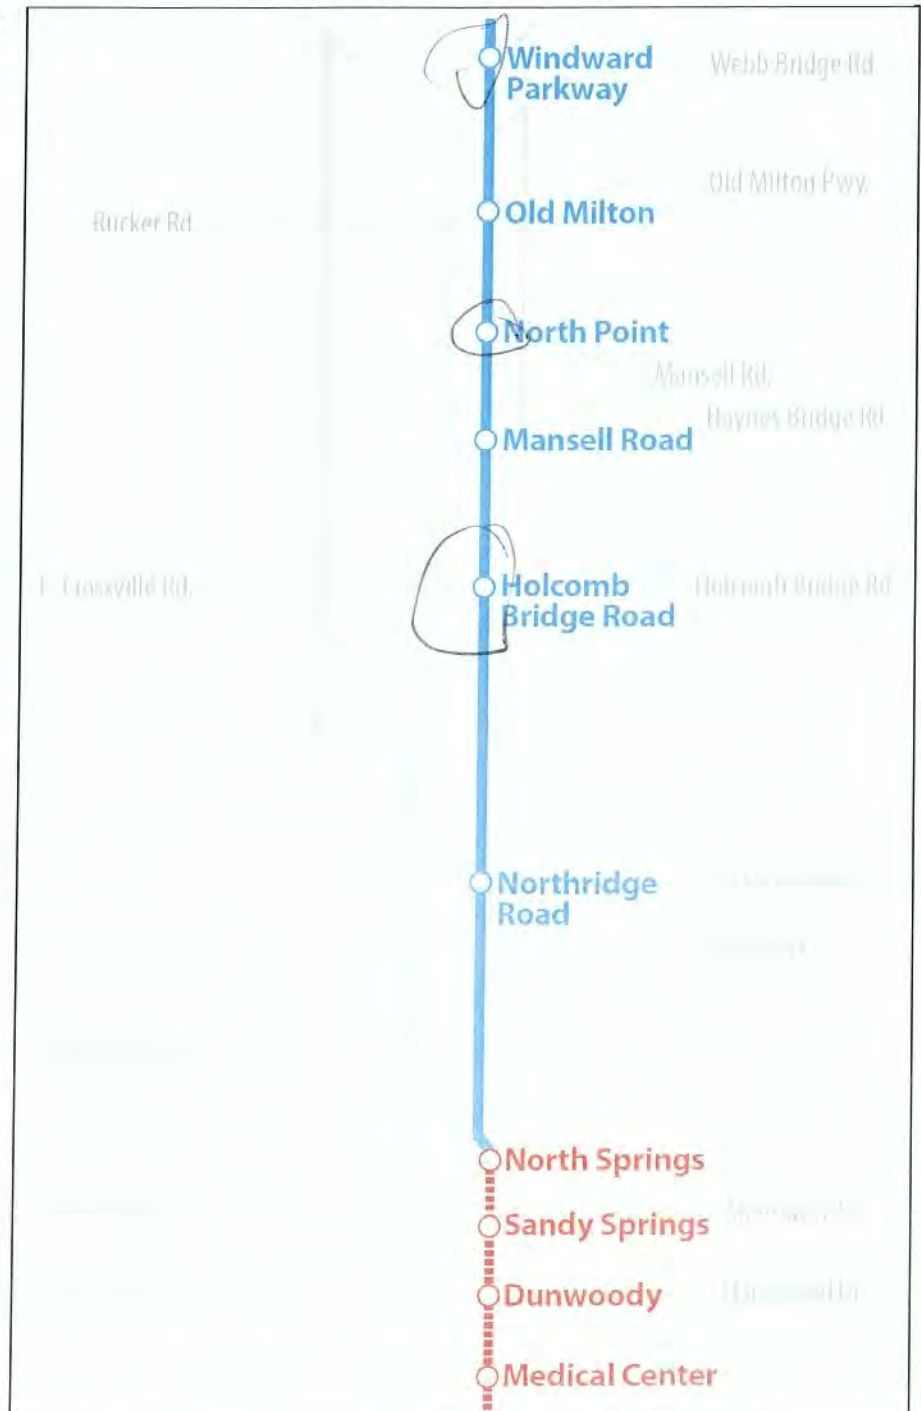 Windward
Parkway
Webb Bridge Rd.
Old Milton Pwy.
Old Milton
Rucker Rd.
North Point
Mansell Rd.
Haynes Bridge Rd.
Mansell Road
Holcomb
Bridge Road
Holcomb Bridge Rd.
Northridge
Road
North Springs
Sandy Springs
Dunwoody
Medical Center